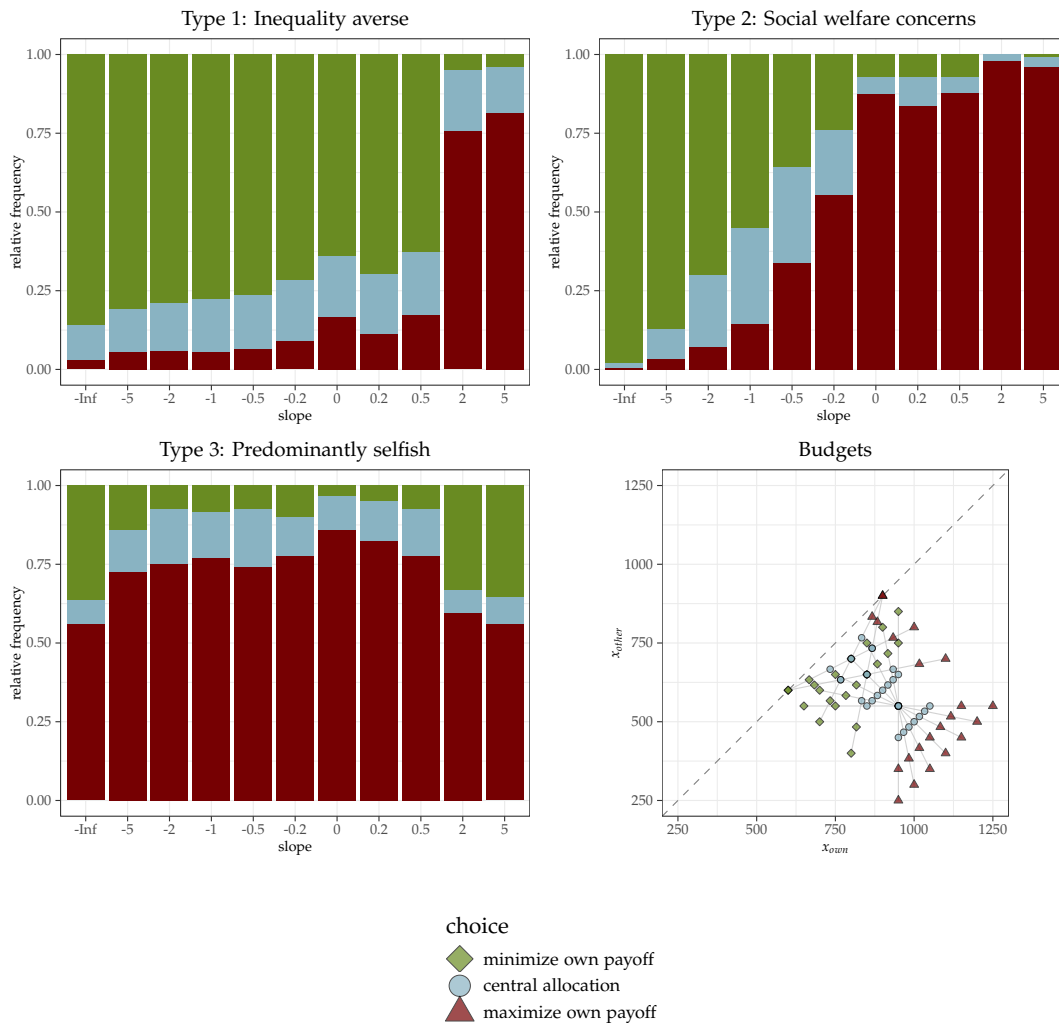 Type 1: Inequality averse
relative frequency
1.00
0.75
0.50
0.25
0.00
-Inf -5 -2 -1 -0.5 -0.2 0 0.2 0.5 2 5
slope
Type 2: Social welfare concerns
relative frequency
1.00
0.75
0.50
0.25
0.00
-Inf -5 -2 -1 -0.5 -0.2 0 0.2 0.5 2 5
slope
Type 3: Predominantly selfish
relative frequency
1.00
0.75
0.50
0.25
0.00
-Inf -5 -2 -1 -0.5 -0.2 0 0.2 0.5 2 5
slope
Budgets
x_other
1250
1000
750
500
250
250 500 750 1000 1250
x_own
choice
minimize own payoff
central allocation
maximize own payoff